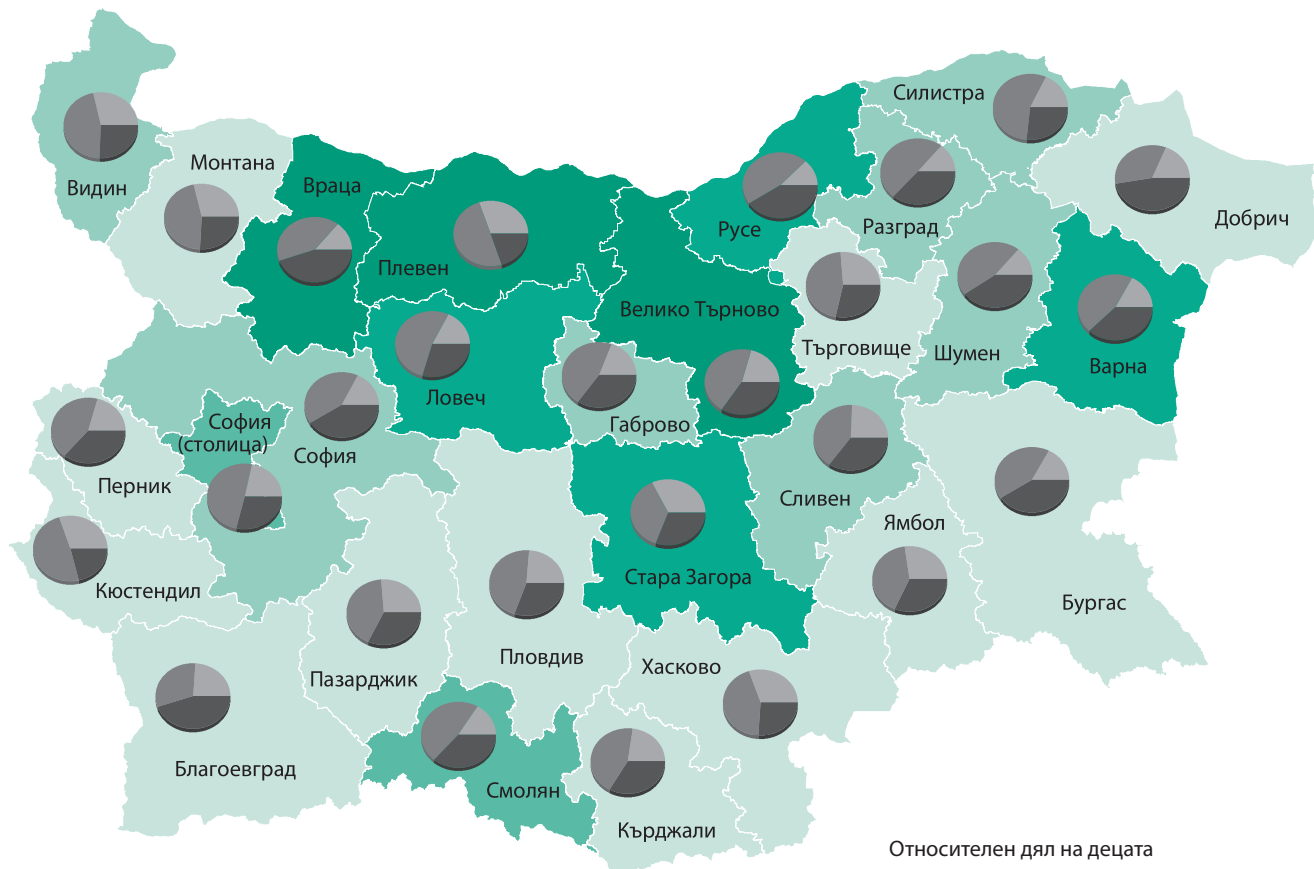 Силистра
Монтана
Враца
Видин
Добрич
Русе
Разград
Плевен
Велико Търново
Търговище
Шумен
Варна
Ловеч
София
(столица)
Габрово
София
Перник
Сливен
Ямбол
Стара Загора
Кюстендил
Бургас
Пловдив
Хасково
Пазарджик
Благоевград
Смолян
Кърджали
Относителен дял на децата